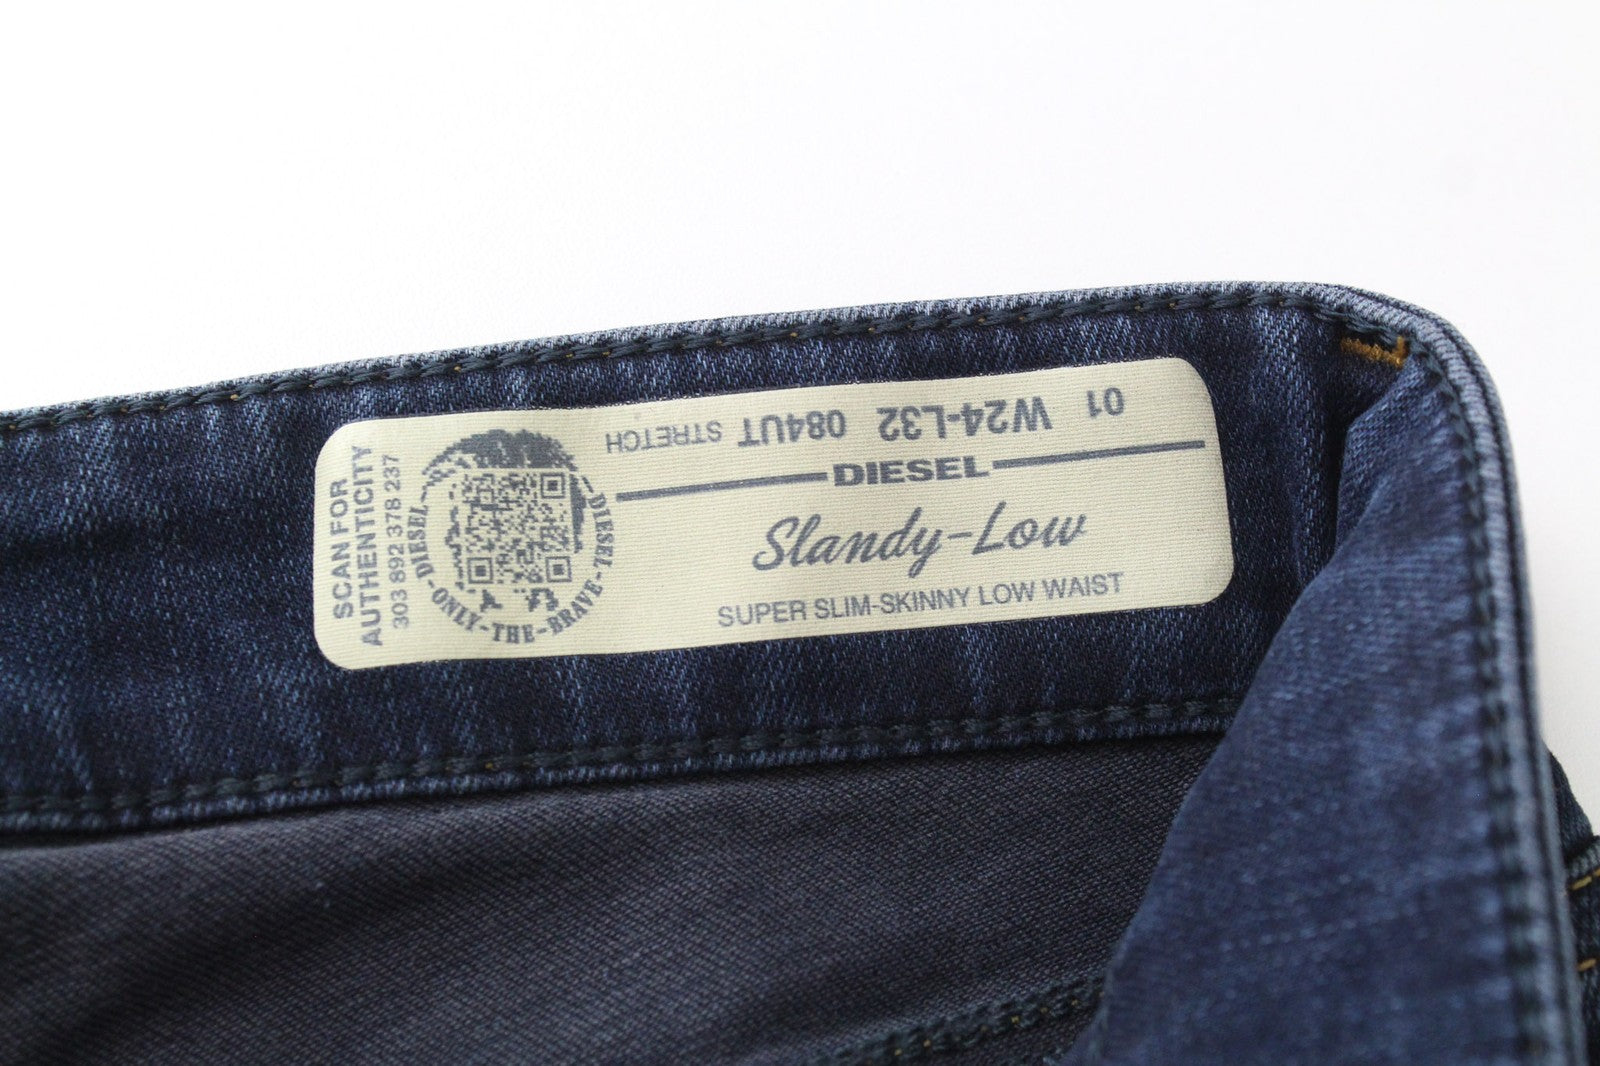 SCAN FOR
AUTHENTICITY
303 892 378 237
DIESEL-ONLY-THE-BRAVE-DIESEL
01 W24-L32 084UT STRETCH
DIESEL
Slandy-Low
SUPER SLIM-SKINNY LOW WAIST